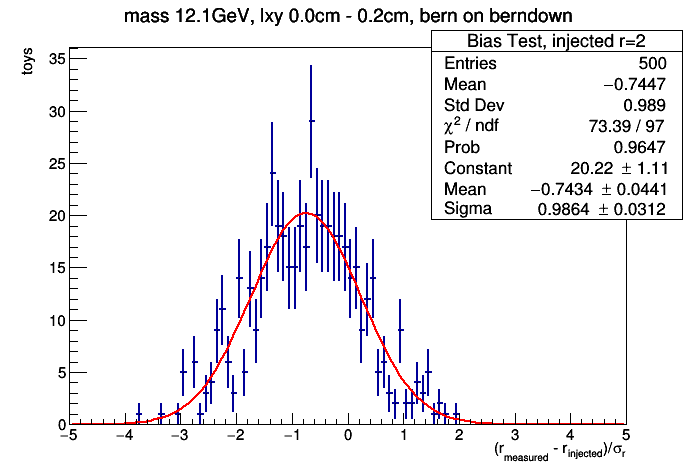 mass 12.1GeV, lxy 0.0cm - 0.2cm, bern on berndown
Bias Test, injected r=2
Entries 500
Mean −0.7447
Std Dev 0.989
χ² / ndf 73.39 / 97
Prob 0.9647
Constant 20.22 ± 1.11
Mean −0.7434 ± 0.0441
Sigma 0.9864 ± 0.0312
toys
35
30
25
20
15
10
5
0
−5 −4 −3 −2 −1 0 1 2 3 4 5
(r_measured - r_injected)/σ_r